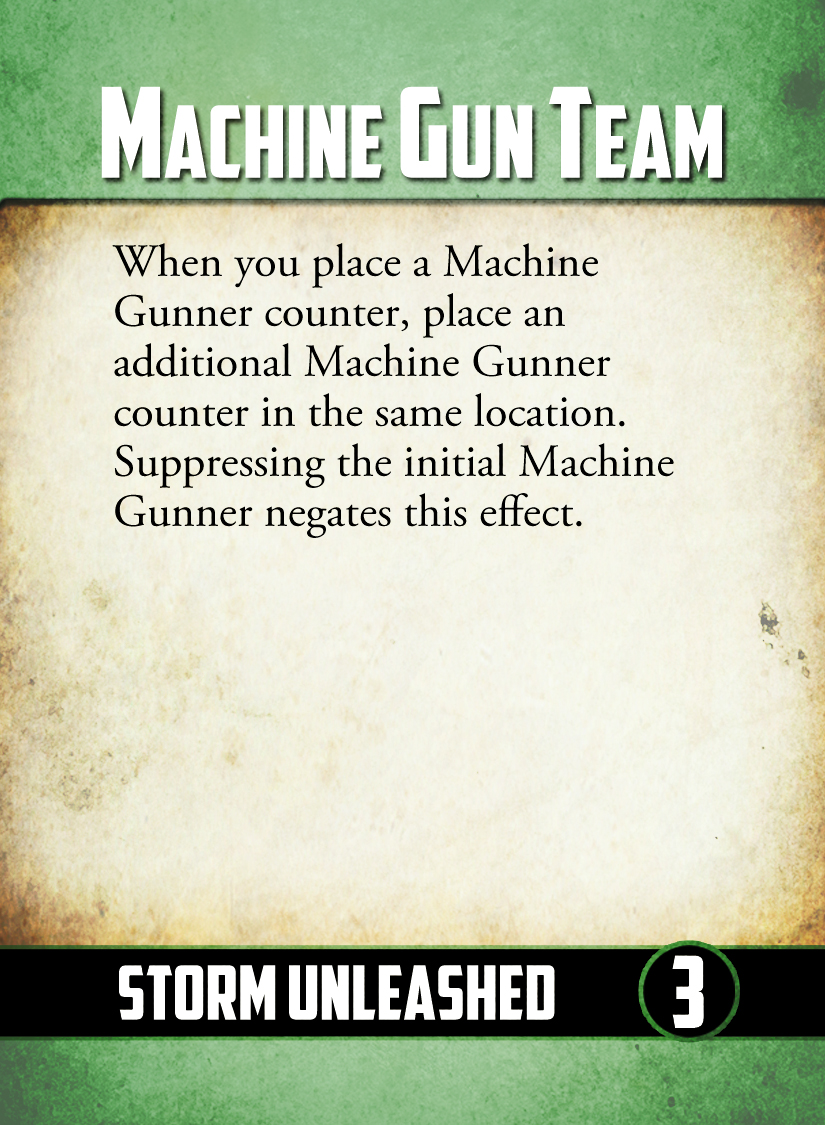 Machine Gun Team
When you place a Machine
Gunner counter, place an
additional Machine Gunner
counter in the same location.
Suppressing the initial Machine
Gunner negates this effect.
STORM UNLEASHED 3